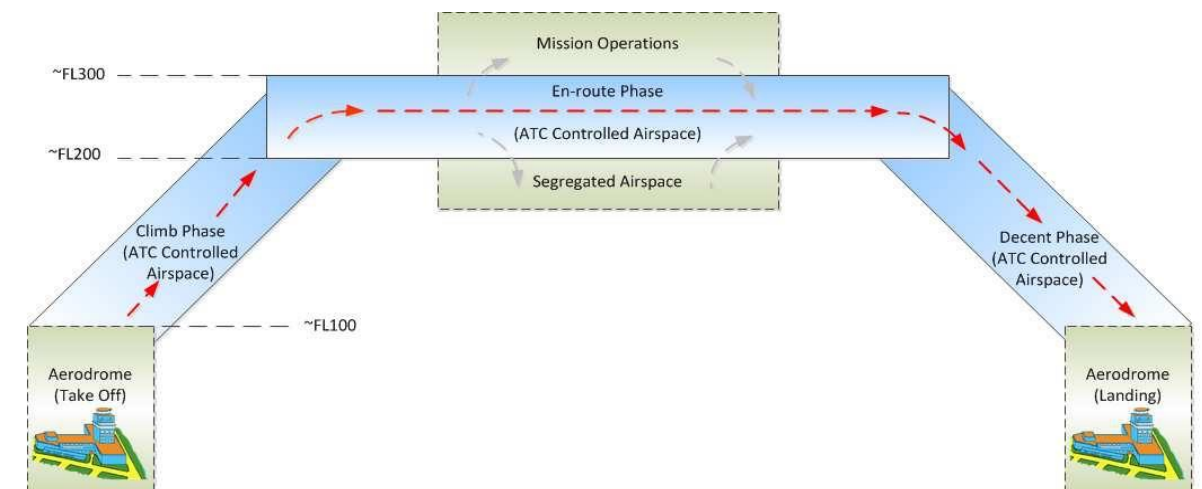 Mission Operations
~FL300
En-route Phase
(ATC Controlled Airspace)
~FL200
Segregated Airspace
Climb Phase
(ATC Controlled
Airspace)
Decent Phase
(ATC Controlled
Airspace)
~FL100
Aerodrome
(Take Off)
Aerodrome
(Landing)